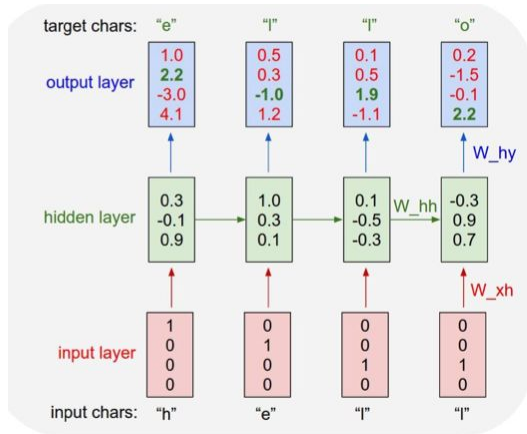 target chars: “e” “l” “l” “o”
1.0 0.5 0.1 0.2
output layer 2.2 0.3 0.5 -1.5
-3.0 -1.0 1.9 -0.1
4.1 1.2 -1.1 2.2
W_hy
0.3 1.0 0.1 W_hh -0.3
hidden layer -0.1 0.3 -0.5 0.9
0.9 0.1 -0.3 0.7
W_xh
1 0 0 0
0 1 0 0
input layer 0 0 1 1
0 0 0 0
input chars: “h” “e” “l” “l”